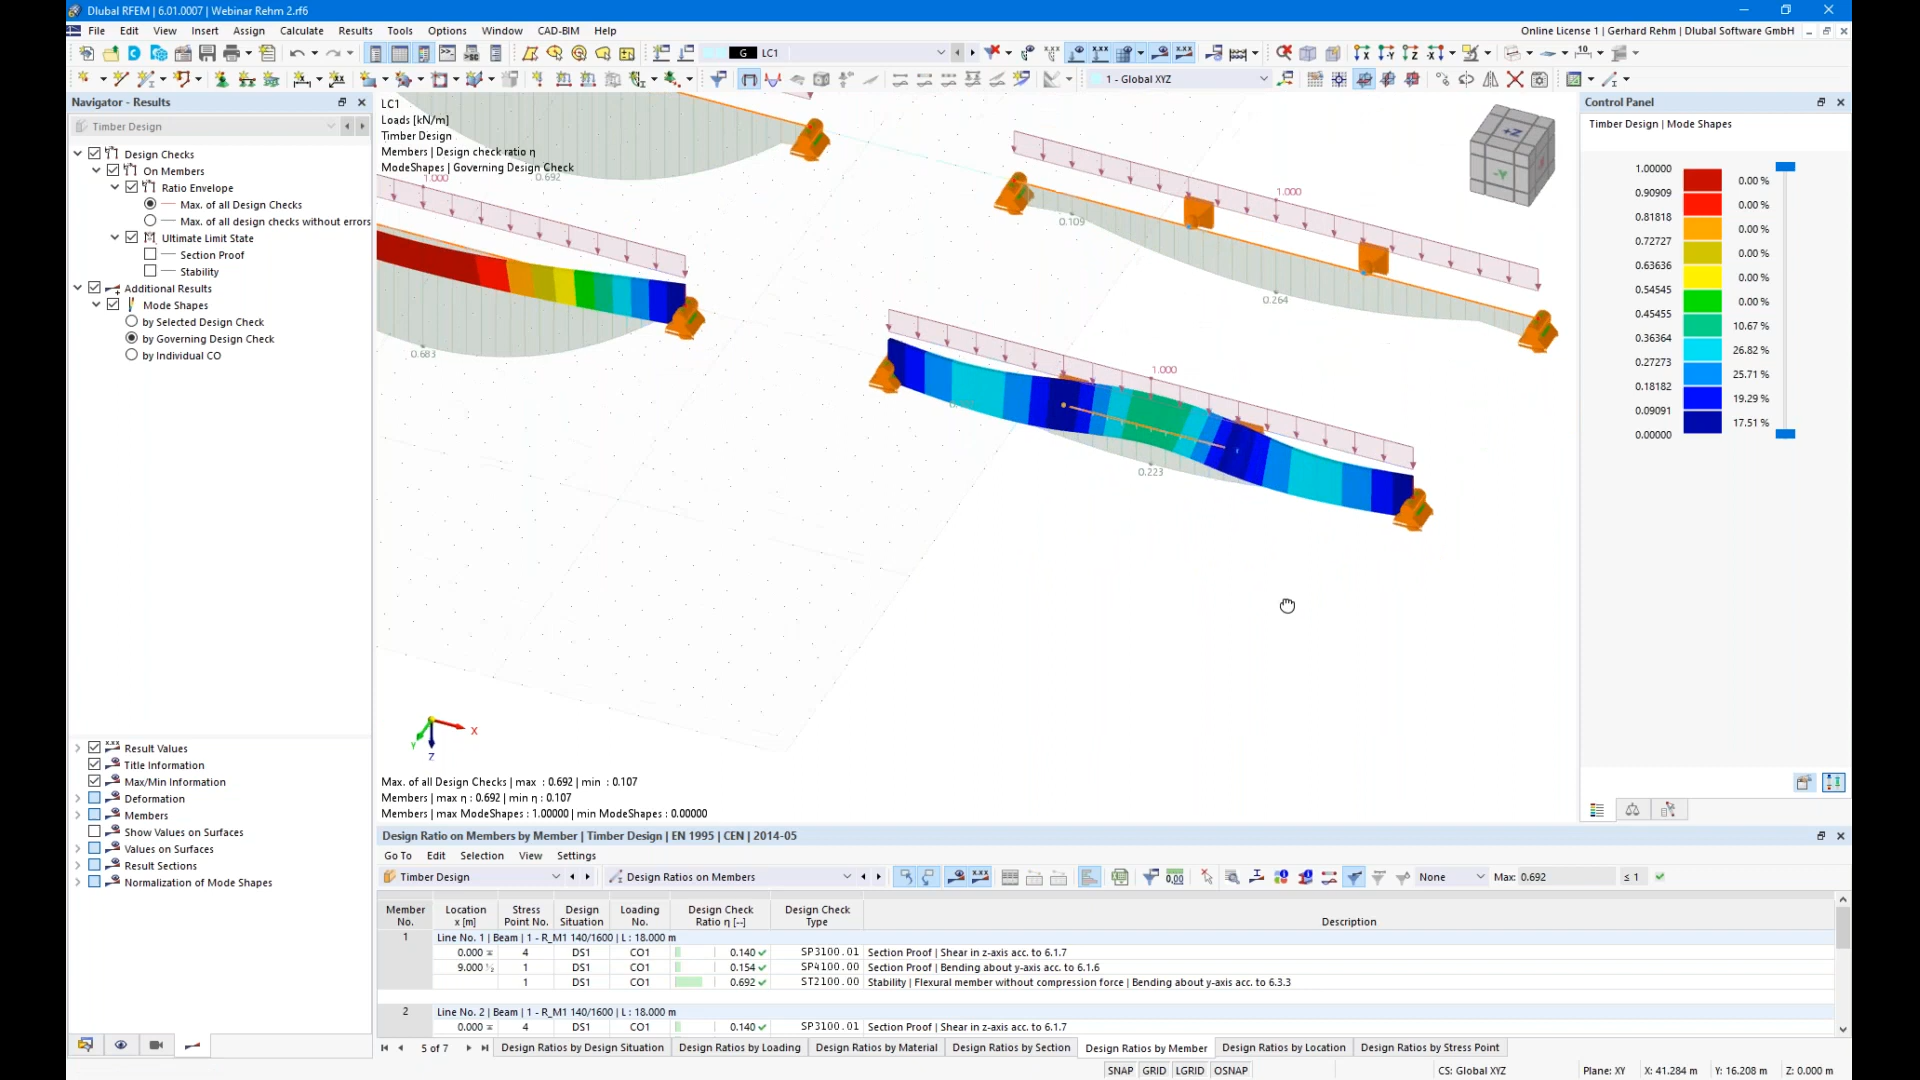 Dlubal RFEM | 6.01.0007 | Webinar Rehm 2.rf6
File Edit View Insert Assign Calculate Results Tools Options Window CAD-BIM Help
Online License 1 | Gerhard Rehm | Dlubal Software GmbH
G LC1
1 - Global XYZ
Navigator - Results
Timber Design
Design Checks
On Members
Ratio Envelope
Max. of all Design Checks
Max. of all design checks without errors
Ultimate Limit State
Section Proof
Stability
Additional Results
Mode Shapes
by Selected Design Check
by Governing Design Check
by Individual CO
Result Values
Title Information
Max/Min Information
Deformation
Members
Show Values on Surfaces
Values on Surfaces
Result Sections
Normalization of Mode Shapes
LC1
Loads [kN/m]
Timber Design
Members | Design check ratio η
ModeShapes | Governing Design Check
0.692
1.000
0.683
1.000
0.109
0.264
1.000
0.223
+Z
-Y
X
Y
Z
Max. of all Design Checks | max : 0.692 | min : 0.107
Members | max η : 0.692 | min η : 0.107
Members | max ModeShapes : 1.00000 | min ModeShapes : 0.00000
Control Panel
Timber Design | Mode Shapes
1.00000
0.00 %
0.90909
0.00 %
0.81818
0.00 %
0.72727
0.00 %
0.63636
0.00 %
0.54545
0.00 %
0.45455
10.67 %
0.36364
26.82 %
0.27273
25.71 %
0.18182
19.29 %
0.09091
17.51 %
0.00000
Design Ratio on Members by Member | Timber Design | EN 1995 | CEN | 2014-05
Go To Edit Selection View Settings
Timber Design Design Ratios on Members None Max: 0.692 ≤ 1
Member No. Location x [m] Stress Point No. Design Situation Loading No. Design Check Ratio η [--] Design Check Type Description
1 Line No. 1 | Beam | 1 - R_M1 140/1600 | L : 18.000 m
0.000 4 DS1 CO1 0.140 SP3100.01 Section Proof | Shear in z-axis acc. to 6.1.7
9.000 ½ 1 DS1 CO1 0.154 SP4100.00 Section Proof | Bending about y-axis acc. to 6.1.6
1 DS1 CO1 0.692 ST2100.00 Stability | Flexural member without compression force | Bending about y-axis acc. to 6.3.3
2 Line No. 2 | Beam | 1 - R_M1 140/1600 | L : 18.000 m
0.000 4 DS1 CO1 0.140 SP3100.01 Section Proof | Shear in z-axis acc. to 6.1.7
5 of 7 Design Ratios by Design Situation Design Ratios by Loading Design Ratios by Material Design Ratios by Section Design Ratios by Member Design Ratios by Location Design Ratios by Stress Point
SNAP GRID LGRID OSNAP CS: Global XYZ Plane: XY X: 41.284 m Y: 16.208 m Z: 0.000 m